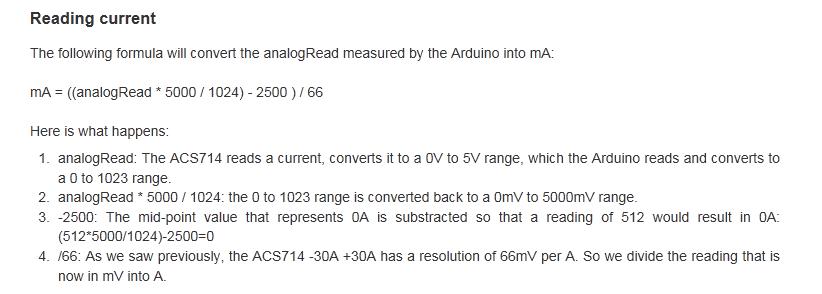 Reading current
The following formula will convert the analogRead measured by the Arduino into mA:
mA = ((analogRead * 5000 / 1024) - 2500 ) / 66
Here is what happens:
1. analogRead: The ACS714 reads a current, converts it to a 0V to 5V range, which the Arduino reads and converts to
a 0 to 1023 range.
2. analogRead * 5000 / 1024: the 0 to 1023 range is converted back to a 0mV to 5000mV range.
3. -2500: The mid-point value that represents 0A is substracted so that a reading of 512 would result in 0A:
(512*5000/1024)-2500=0
4. /66: As we saw previously, the ACS714 -30A +30A has a resolution of 66mV per A. So we divide the reading that is
now in mV into A.